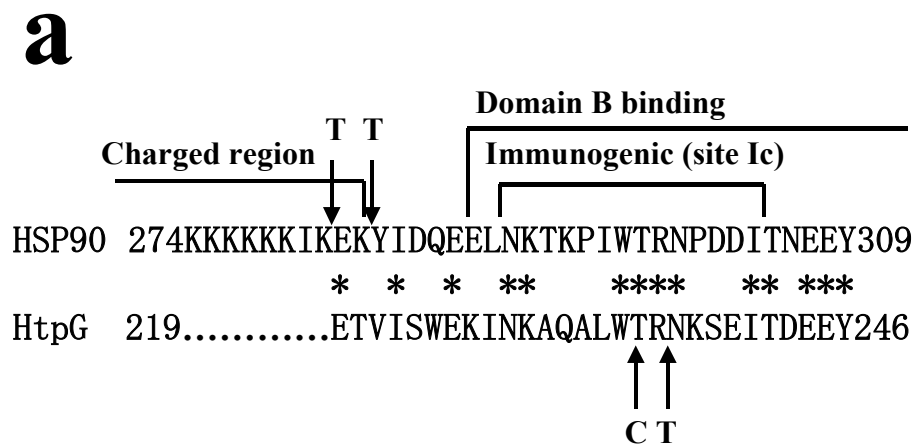 a
Domain B binding
T T
Charged region Immunogenic (site Ic)
HSP90 274KKKKKKIKEKYIDQEELNKTKPIWTRNPDDITNEEY309
* * * ** **** ** ***
HtpG 219............ETVISWEKINKAQALWTRNKSEITDEEY246
C T